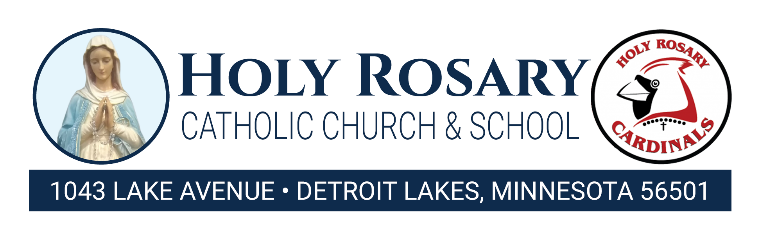 HOLY ROSARY
CATHOLIC CHURCH & SCHOOL
HOLY ROSARY
CARDINALS
1043 LAKE AVENUE • DETROIT LAKES, MINNESOTA 56501